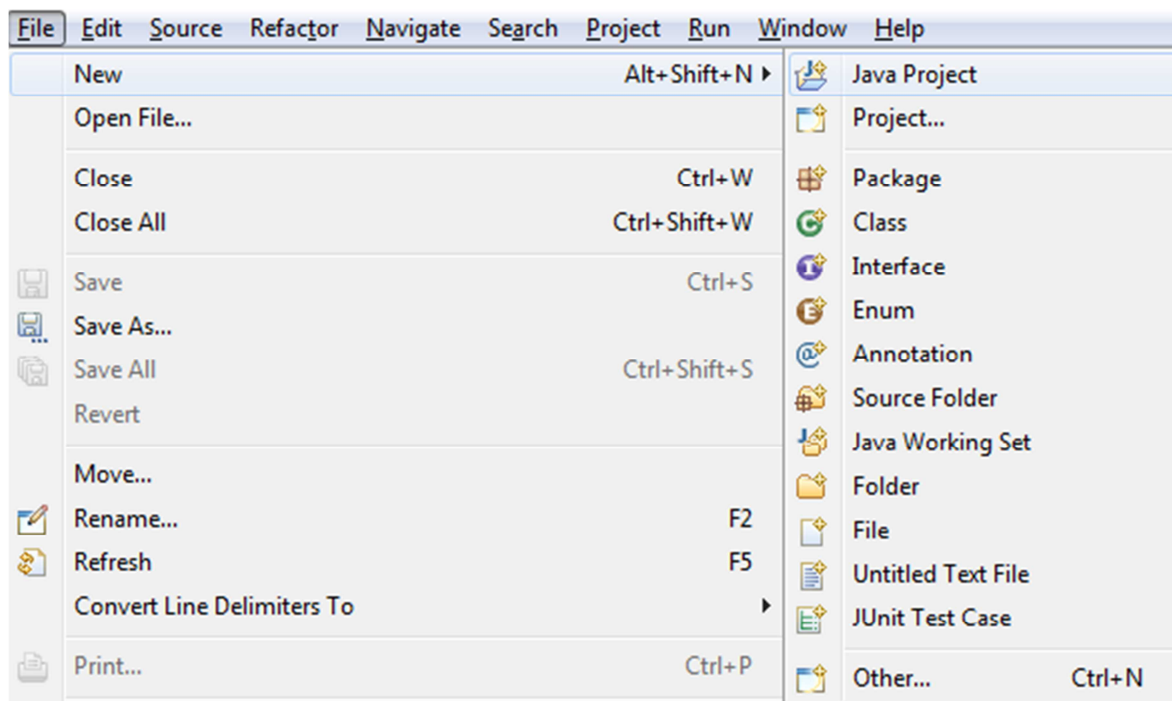 File Edit Source Refactor Navigate Search Project Run Window Help
New Alt+Shift+N
Open File...
Close Ctrl+W
Close All Ctrl+Shift+W
Save Ctrl+S
Save As...
Save All Ctrl+Shift+S
Revert
Move...
Rename... F2
Refresh F5
Convert Line Delimiters To
Print... Ctrl+P
Java Project
Project...
Package
Class
Interface
Enum
Annotation
Source Folder
Java Working Set
Folder
File
Untitled Text File
JUnit Test Case
Other... Ctrl+N